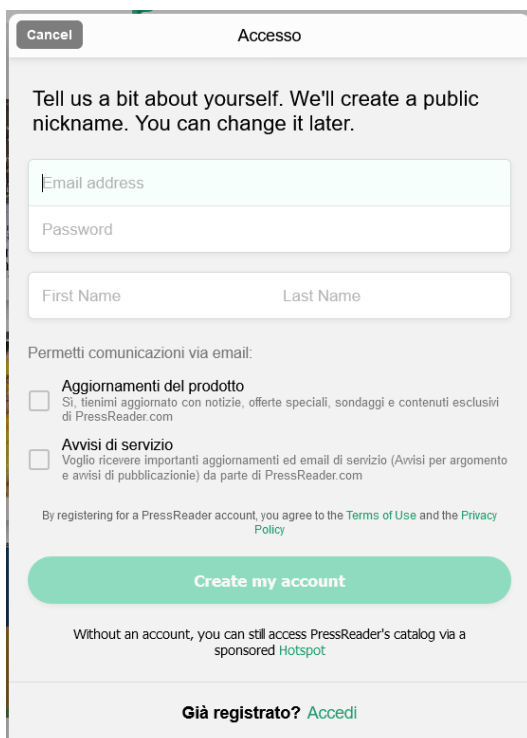 Cancel
Accesso
Tell us a bit about yourself. We'll create a public
nickname. You can change it later.
Email address
Password
First Name
Last Name
Permetti comunicazioni via email:
Aggiornamenti del prodotto
Sì, tienimi aggiornato con notizie, offerte speciali, sondaggi e contenuti esclusivi
di PressReader.com
Avvisi di servizio
Voglio ricevere importanti aggiornamenti ed email di servizio (Avvisi per argomento
e avvisi di pubblicazionie) da parte di PressReader.com
By registering for a PressReader account, you agree to the Terms of Use and the Privacy
Policy
Create my account
Without an account, you can still access PressReader's catalog via a
sponsored Hotspot
Già registrato? Accedi